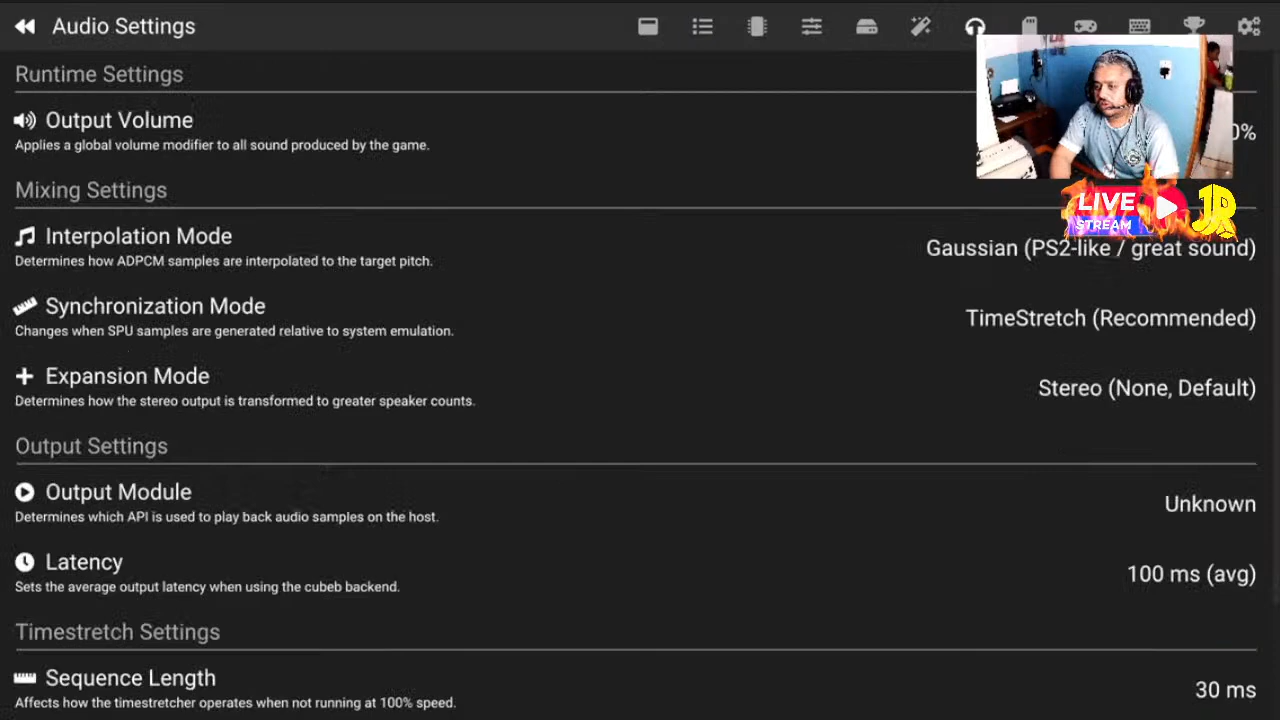 Audio Settings
Runtime Settings
Output Volume
Applies a global volume modifier to all sound produced by the game.
0%
Mixing Settings
LIVE
STREAM
JR
Interpolation Mode
Determines how ADPCM samples are interpolated to the target pitch.
Gaussian (PS2-like / great sound)
Synchronization Mode
Changes when SPU samples are generated relative to system emulation.
TimeStretch (Recommended)
Expansion Mode
Determines how the stereo output is transformed to greater speaker counts.
Stereo (None, Default)
Output Settings
Output Module
Determines which API is used to play back audio samples on the host.
Unknown
Latency
Sets the average output latency when using the cubeb backend.
100 ms (avg)
Timestretch Settings
Sequence Length
Affects how the timestretcher operates when not running at 100% speed.
30 ms